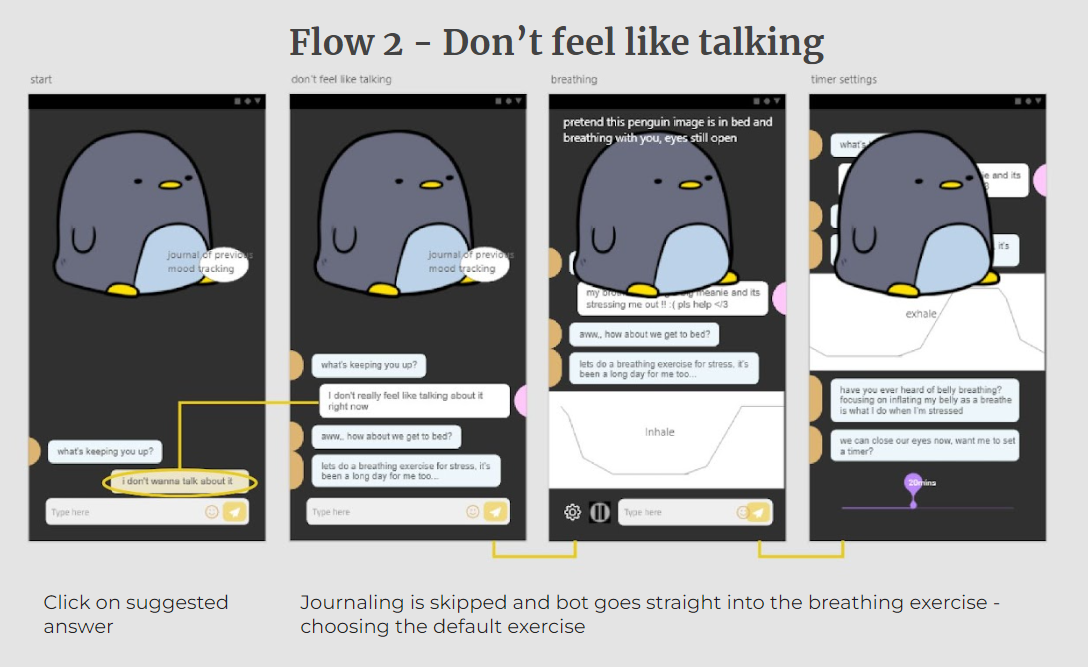 Flow 2 - Don’t feel like talking
start
don't feel like talking
breathing
timer settings
journal of previous
mood tracking
what's keeping you up?
i don't wanna talk about it
Type here
journal of previous
mood tracking
what's keeping you up?
I don't really feel like talking about it
right now
aww,, how about we get to bed?
lets do a breathing exercise for stress, it's
been a long day for me too...
Type here
pretend this penguin image is in bed and
breathing with you, eyes still open
my meanie and its
stressing me out !! :( pls help </3
aww,, how about we get to bed?
lets do a breathing exercise for stress, it's
been a long day for me too...
Inhale
Type here
what's
e and its
it's
exhale
have you ever heard of belly breathing?
focusing on inflating my belly as a breathe
is what I do when I'm stressed
we can close our eyes now, want me to set
a timer?
20mins
Click on suggested
answer
Journaling is skipped and bot goes straight into the breathing exercise -
choosing the default exercise